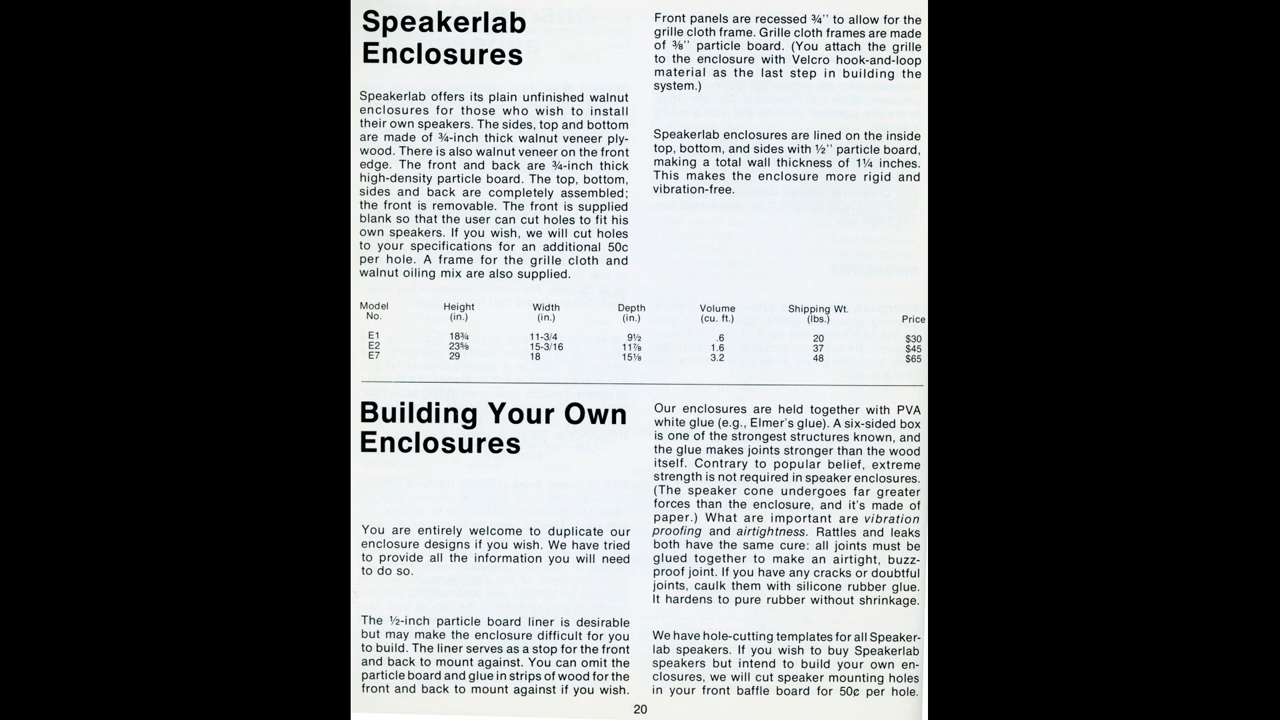 Speakerlab
Enclosures
Speakerlab offers its plain unfinished walnut
enclosures for those who wish to install
their own speakers. The sides, top and bottom
are made of ¾-inch thick walnut veneer ply-
wood. There is also walnut veneer on the front
edge. The front and back are ¾-inch thick
high-density particle board. The top, bottom,
sides and back are completely assembled;
the front is removable. The front is supplied
blank so that the user can cut holes to fit his
own speakers. If you wish, we will cut holes
to your specifications for an additional 50c
per hole. A frame for the grille cloth and
walnut oiling mix are also supplied.
Front panels are recessed ¾'' to allow for the
grille cloth frame. Grille cloth frames are made
of ⅜'' particle board. (You attach the grille
to the enclosure with Velcro hook-and-loop
material as the last step in building the
system.)
Speakerlab enclosures are lined on the inside
top, bottom, and sides with ½'' particle board,
making a total wall thickness of 1¼ inches.
This makes the enclosure more rigid and
vibration-free.
Model No. Height (in.) Width (in.) Depth (in.) Volume (cu. ft.) Shipping Wt. (lbs.) Price
E1 18¾ 11-3/4 9½ .6 20 $30
E2 23⅝ 15-3/16 11⅞ 1.6 37 $45
E7 29 18 15⅛ 3.2 48 $65
Building Your Own
Enclosures
You are entirely welcome to duplicate our
enclosure designs if you wish. We have tried
to provide all the information you will need
to do so.
The ½-inch particle board liner is desirable
but may make the enclosure difficult for you
to build. The liner serves as a stop for the front
and back to mount against. You can omit the
particle board and glue in strips of wood for the
front and back to mount against if you wish.
Our enclosures are held together with PVA
white glue (e.g., Elmer's glue). A six-sided box
is one of the strongest structures known, and
the glue makes joints stronger than the wood
itself. Contrary to popular belief, extreme
strength is not required in speaker enclosures.
(The speaker cone undergoes far greater
forces than the enclosure, and it's made of
paper.) What are important are vibration
proofing and airtightness. Rattles and leaks
both have the same cure: all joints must be
glued together to make an airtight, buzz-
proof joint. If you have any cracks or doubtful
joints, caulk them with silicone rubber glue.
It hardens to pure rubber without shrinkage.
We have hole-cutting templates for all Speaker-
lab speakers. If you wish to buy Speakerlab
speakers but intend to build your own en-
closures, we will cut speaker mounting holes
in your front baffle board for 50¢ per hole.
20